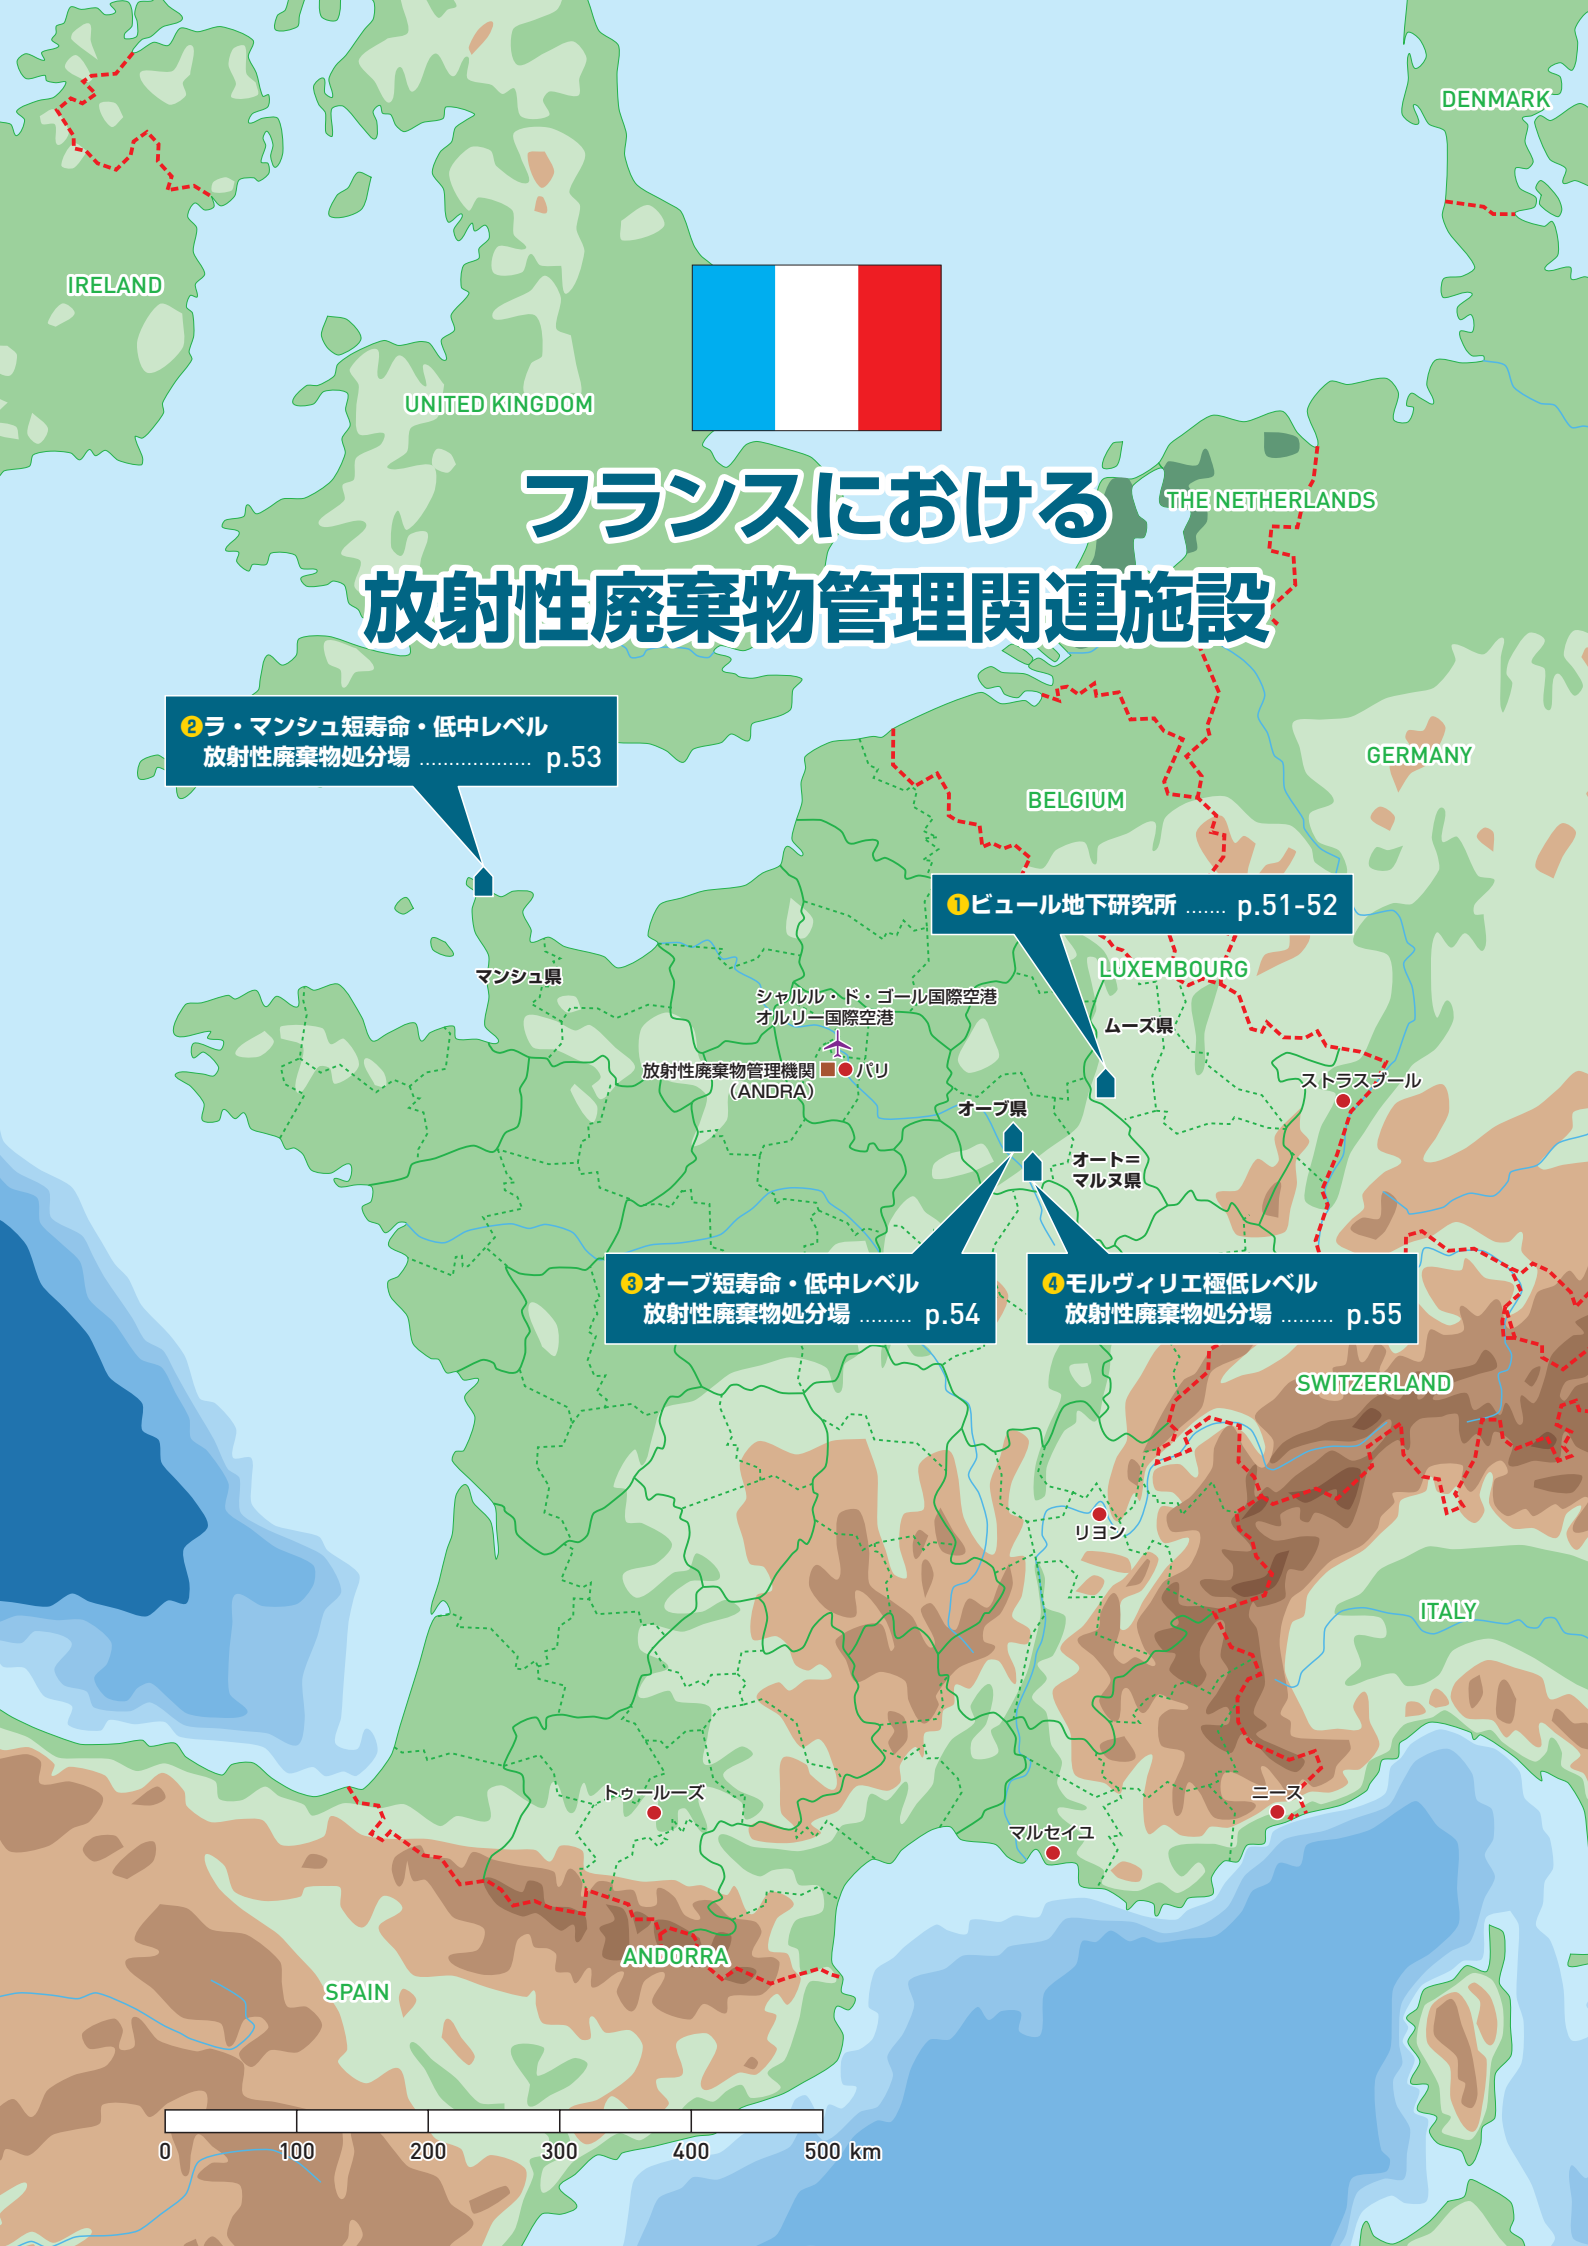 DENMARK
IRELAND
UNITED KINGDOM
フランスにおける
THE NETHERLANDS
放射性廃棄物管理関連施設
❷ラ・マンシュ短寿命・低中レベル
放射性廃棄物処分場 ................... p.53
GERMANY
BELGIUM
❶ビュール地下研究所 ....... p.51-52
マンシュ県
LUXEMBOURG
シャルル・ド・ゴール国際空港
オルリー国際空港
ムーズ県
放射性廃棄物管理機関
(ANDRA)
パリ
ストラスブール
オーブ県
オート＝
マルヌ県
❸オーブ短寿命・低中レベル
放射性廃棄物処分場 ......... p.54
❹モルヴィリエ極低レベル
放射性廃棄物処分場 ......... p.55
SWITZERLAND
リヨン
ITALY
トゥールーズ
ニース
マルセイユ
ANDORRA
SPAIN
0 100 200 300 400 500 km